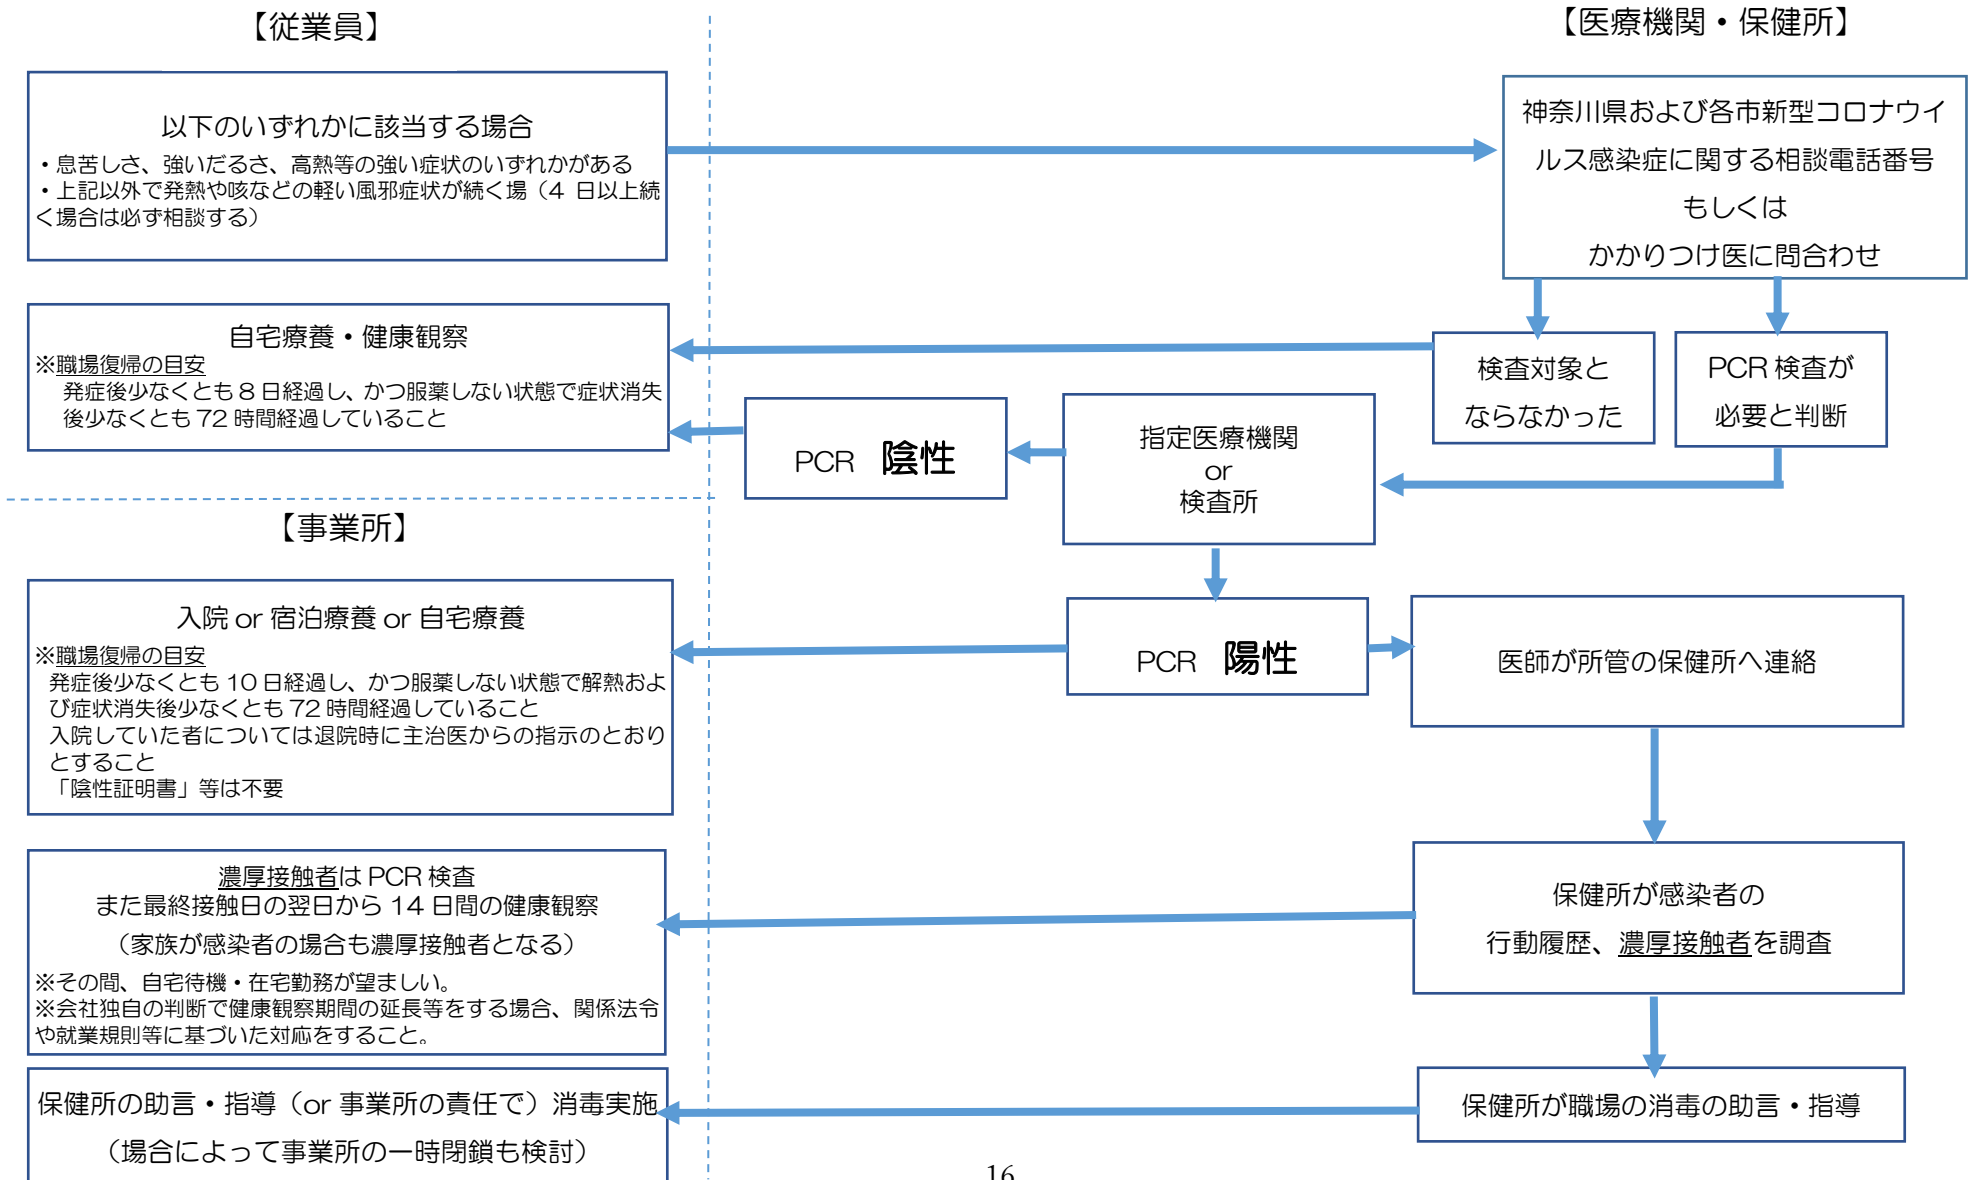 【従業員】
以下のいずれかに該当する場合
・息苦しさ、強いだるさ、高熱等の強い症状のいずれかがある
・上記以外で発熱や咳などの軽い風邪症状が続く場（4 日以上続
く場合は必ず相談する）
【医療機関・保健所】
神奈川県および各市新型コロナウイ
ルス感染症に関する相談電話番号
もしくは
かかりつけ医に問合わせ
検査対象と
ならなかった
PCR 検査が
必要と判断
自宅療養・健康観察
※職場復帰の目安
発症後少なくとも 8 日経過し、かつ服薬しない状態で症状消失
後少なくとも 72 時間経過していること
PCR 陰性
指定医療機関
or
検査所
【事業所】
入院 or 宿泊療養 or 自宅療養
※職場復帰の目安
発症後少なくとも 10 日経過し、かつ服薬しない状態で解熱およ
び症状消失後少なくとも 72 時間経過していること
入院していた者については退院時に主治医からの指示のとおり
とすること
「陰性証明書」等は不要
PCR 陽性
医師が所管の保健所へ連絡
濃厚接触者は PCR 検査
また最終接触日の翌日から 14 日間の健康観察
（家族が感染者の場合も濃厚接触者となる）
※その間、自宅待機・在宅勤務が望ましい。
※会社独自の判断で健康観察期間の延長等をする場合、関係法令
や就業規則等に基づいた対応をすること。
保健所が感染者の
行動履歴、濃厚接触者を調査
保健所の助言・指導（or 事業所の責任で）消毒実施
（場合によって事業所の一時閉鎖も検討）
保健所が職場の消毒の助言・指導
16